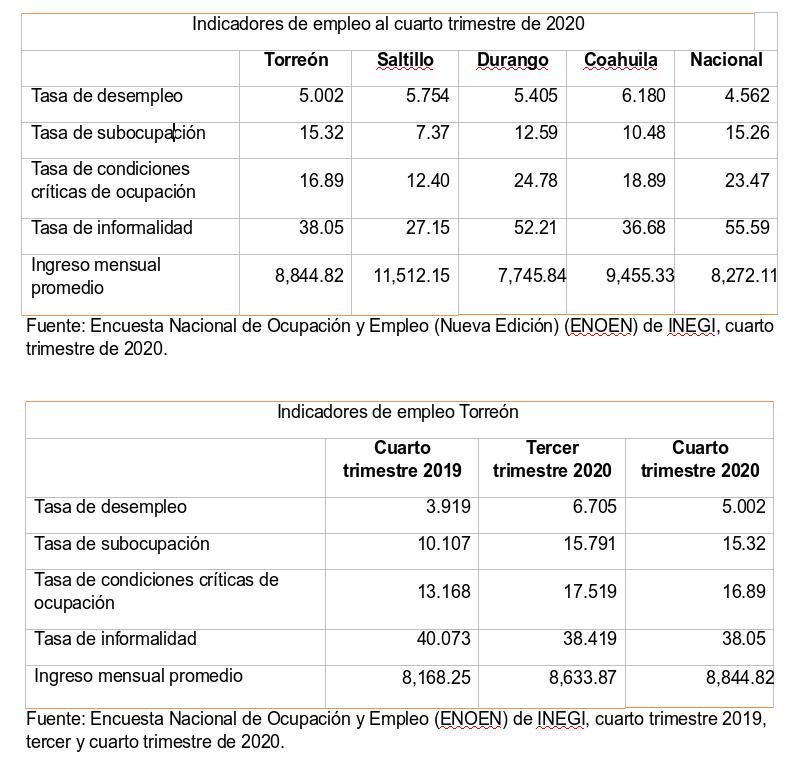 Indicadores de empleo al cuarto trimestre de 2020
Torreón Saltillo Durango Coahuila Nacional
Tasa de desempleo 5.002 5.754 5.405 6.180 4.562
Tasa de subocupación 15.32 7.37 12.59 10.48 15.26
Tasa de condiciones
críticas de ocupación 16.89 12.40 24.78 18.89 23.47
Tasa de informalidad 38.05 27.15 52.21 36.68 55.59
Ingreso mensual
promedio 8,844.82 11,512.15 7,745.84 9,455.33 8,272.11
Fuente: Encuesta Nacional de Ocupación y Empleo (Nueva Edición) (ENOEN) de INEGI, cuarto
trimestre de 2020.
Indicadores de empleo Torreón
Cuarto Tercer Cuarto
trimestre 2019 trimestre 2020 trimestre 2020
Tasa de desempleo 3.919 6.705 5.002
Tasa de subocupación 10.107 15.791 15.32
Tasa de condiciones críticas de
ocupación 13.168 17.519 16.89
Tasa de informalidad 40.073 38.419 38.05
Ingreso mensual promedio 8,168.25 8,633.87 8,844.82
Fuente: Encuesta Nacional de Ocupación y Empleo (ENOEN) de INEGI, cuarto trimestre 2019,
tercer y cuarto trimestre de 2020.